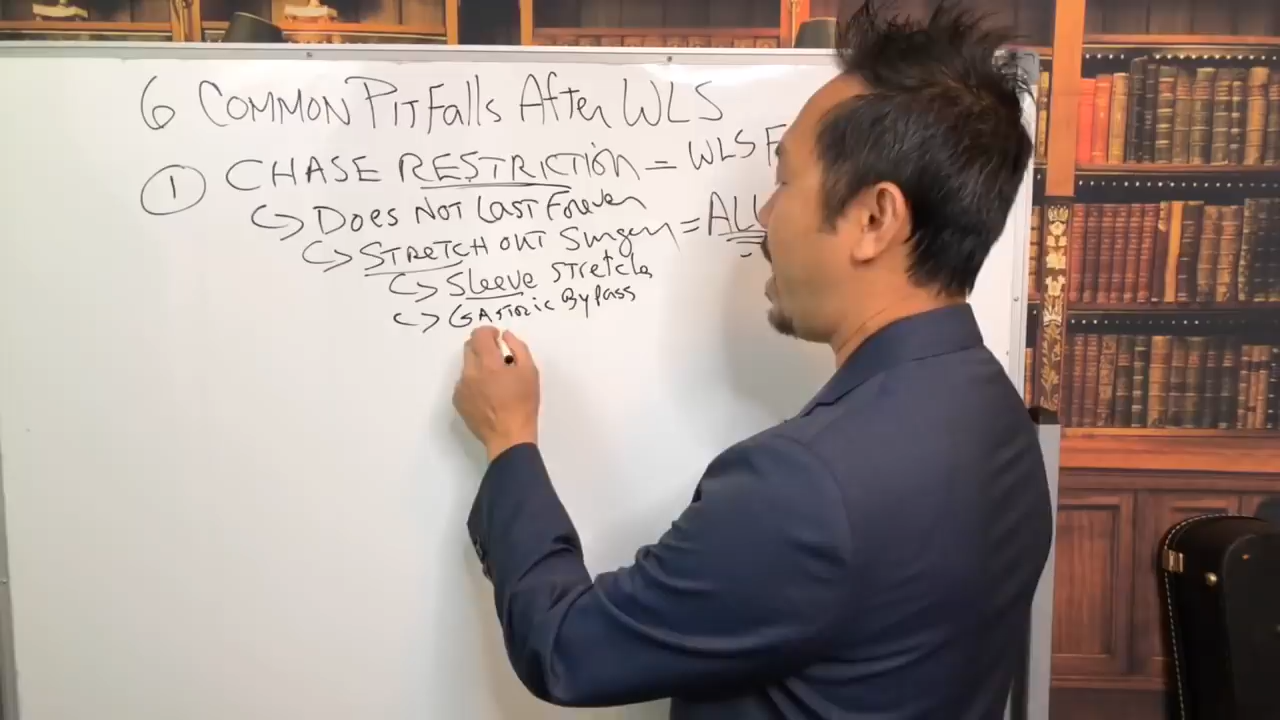 6 COMMON PITFAllS AfTER WLS
① CHASE RESTRICTION = WLS F
↪ DOES NOT LAST FOREVER
↪ STRETCH OUT SURGERY = ALL
↪ SLEEVE STRETCHES
↪ GASTRIC BYPASS